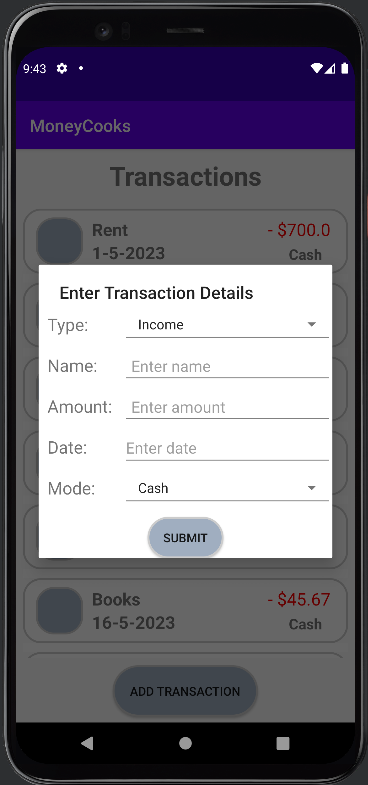 9:43
MoneyCooks
Transactions
Rent - $700.0
1-5-2023 Cash
Enter Transaction Details
Type: Income
Name: Enter name
Amount: Enter amount
Date: Enter date
Mode: Cash
SUBMIT
Books - $45.67
16-5-2023 Cash
ADD TRANSACTION